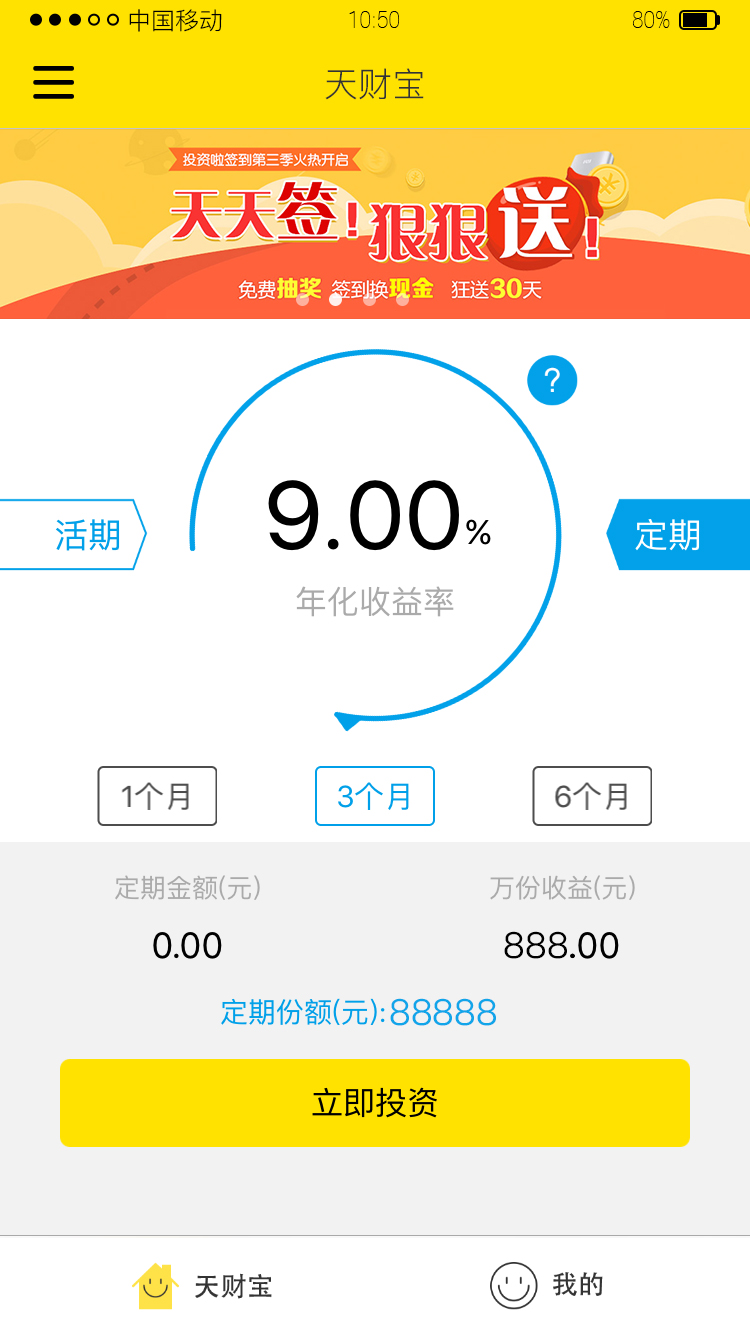 中国移动 10:50 80%
天财宝
投资啦签到第三季火热开启
天天签!狠狠送!
免费抽奖 签到换现金 狂送30天
?
9.00%
活期
定期
年化收益率
1个月 3个月 6个月
定期金额(元) 万份收益(元)
0.00 888.00
定期份额(元):88888
立即投资
天财宝 我的